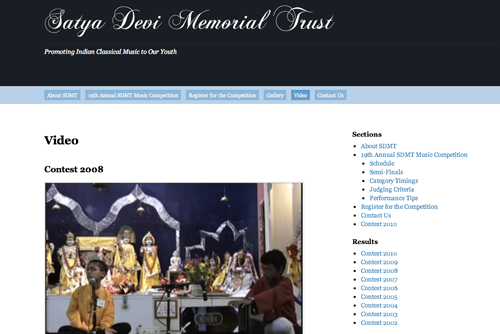 Satya Devi Memorial Trust
Promoting Indian Classical Music to Our Youth
About SDMT
19th Annual SDMT Music Competition
Register for the Competition
Gallery
Video
Contact Us
Video
Contest 2008
Sections
About SDMT
19th Annual SDMT Music Competition
Schedule
Semi-Finals
Category Timings
Judging Criteria
Performance Tips
Register for the Competition
Contact Us
Contest 2010
Results
Contest 2010
Contest 2009
Contest 2008
Contest 2007
Contest 2006
Contest 2005
Contest 2004
Contest 2003
Contest 2002